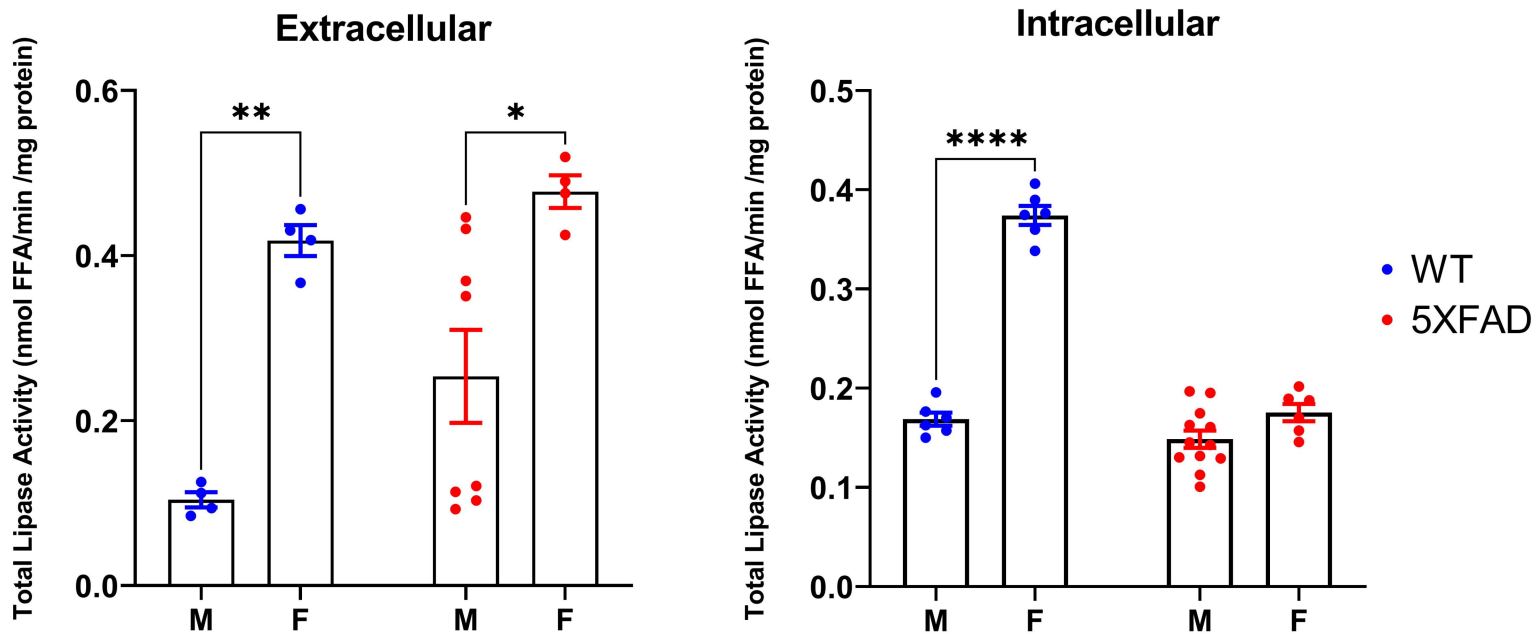 Extracellular
Total Lipase Activity (nmol FFA/min /mg protein)
0.6
0.4
0.2
0.0
**
*
M
F
M
F
Intracellular
Total Lipase Activity (nmol FFA/min /mg protein)
0.5
0.4
0.3
0.2
0.1
0.0
****
M
F
M
F
WT
5XFAD